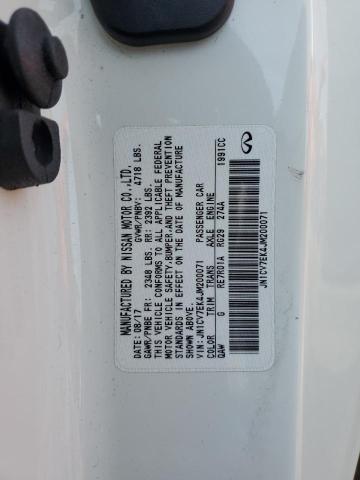 MANUFACTURED BY NISSAN MOTOR CO.,LTD.
DATE: 08/17 GVWR/PNBV: 4718 LBS.
GAWR/PNBE FR: 2348 LBS. RR: 2392 LBS.
THIS VEHICLE CONFORMS TO ALL APPLICABLE FEDERAL
MOTOR VEHICLE SAFETY, BUMPER, AND THEFT PREVENTION
STANDARDS IN EFFECT ON THE DATE OF MANUFACTURE
SHOWN ABOVE.
VIN: JN1CV7EK4JM200071 PASSENGER CAR
COLOR TRIM TRANS AXLE ENGINE
QAW G RE7R01A RG29 274A 1991CC
JN1CV7EK4JM200071